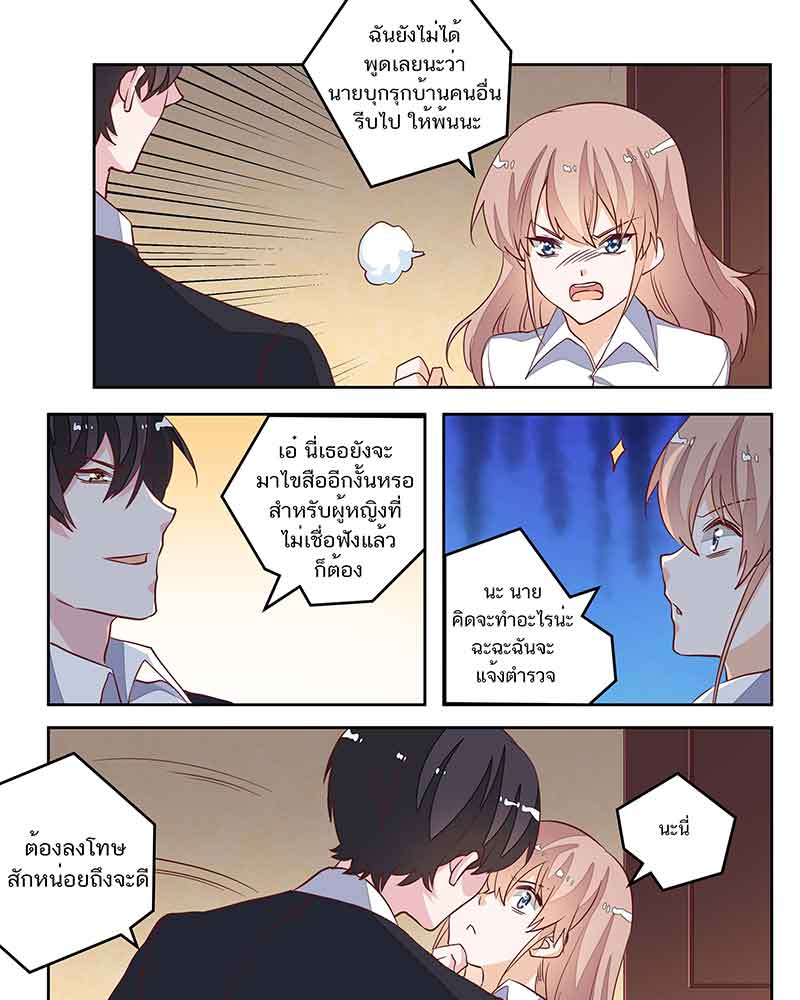 ฉันยังไม่ได้
พูดเลยนะว่า
นายบุกรุกบ้านคนอื่น
รีบไป ให้พ้นนะ
เอ๋ นี่เธอยังจะ
มาไขสืออีกงั้นหรอ
สำหรับผู้หญิงที่
ไม่เชื่อฟังแล้ว
ก็ต้อง
นะ นาย
คิดจะทำอะไรน่ะ
ฉะฉะฉันจะ
แจ้งตำรวจ
ต้องลงโทษ
สักหน่อยถึงจะดี
นะนี่